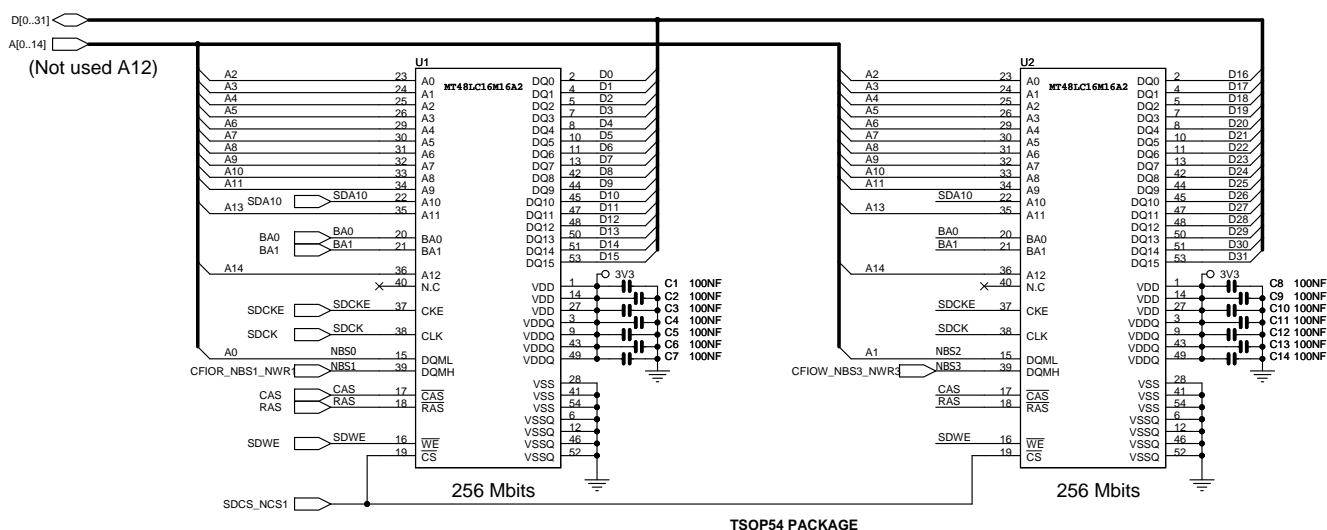 D[0..31]
A[0..14]
(Not used A12)
U1
MT48LC16M16A2
A2 23 A0 DQ0 2 D0
A3 24 A1 DQ1 4 D1
A4 25 A2 DQ2 5 D2
A5 26 A3 DQ3 7 D3
A6 29 A4 DQ4 8 D4
A7 30 A5 DQ5 10 D5
A8 31 A6 DQ6 11 D6
A9 32 A7 DQ7 13 D7
A10 33 A8 DQ8 42 D8
A11 34 A9 DQ9 44 D9
SDA10 SDA10 22 A10 DQ10 45 D10
A13 35 A11 DQ11 47 D11
DQ12 48 D12
BA0 BA0 20 BA0 DQ13 50 D13
BA1 BA1 21 BA1 DQ14 51 D14
DQ15 53 D15
A14 36 A12
40 N.C
3V3
VDD 1 C1 100NF
VDD 14 C2 100NF
SDCKE SDCKE 37 CKE VDD 27 C3 100NF
VDDQ 3 C4 100NF
SDCK SDCK 38 CLK VDDQ 9 C5 100NF
VDDQ 43 C6 100NF
A0 NBS0 15 DQML VDDQ 49 C7 100NF
CFIOR_NBS1_NWR1 NBS1 39 DQMH
VSS 28
CAS CAS 17 CAS VSS 41
RAS RAS 18 RAS VSS 54
VSSQ 6
VSSQ 12
SDWE SDWE 16 WE VSSQ 46
19 CS VSSQ 52
SDCS_NCS1
256 Mbits
U2
MT48LC16M16A2
A2 23 A0 DQ0 2 D16
A3 24 A1 DQ1 4 D17
A4 25 A2 DQ2 5 D18
A5 26 A3 DQ3 7 D19
A6 29 A4 DQ4 8 D20
A7 30 A5 DQ5 10 D21
A8 31 A6 DQ6 11 D22
A9 32 A7 DQ7 13 D23
A10 33 A8 DQ8 42 D24
A11 34 A9 DQ9 44 D25
SDA10 22 A10 DQ10 45 D26
A13 35 A11 DQ11 47 D27
DQ12 48 D28
BA0 20 BA0 DQ13 50 D29
BA1 21 BA1 DQ14 51 D30
DQ15 53 D31
A14 36 A12
40 N.C
3V3
VDD 1 C8 100NF
VDD 14 C9 100NF
SDCKE 37 CKE VDD 27 C10 100NF
VDDQ 3 C11 100NF
SDCK 38 CLK VDDQ 9 C12 100NF
VDDQ 43 C13 100NF
A1 NBS2 15 DQML VDDQ 49 C14 100NF
CFIOW_NBS3_NWR3 NBS3 39 DQMH
VSS 28
CAS 17 CAS VSS 41
RAS 18 RAS VSS 54
VSSQ 6
VSSQ 12
SDWE 16 WE VSSQ 46
19 CS VSSQ 52
256 Mbits
TSOP54 PACKAGE